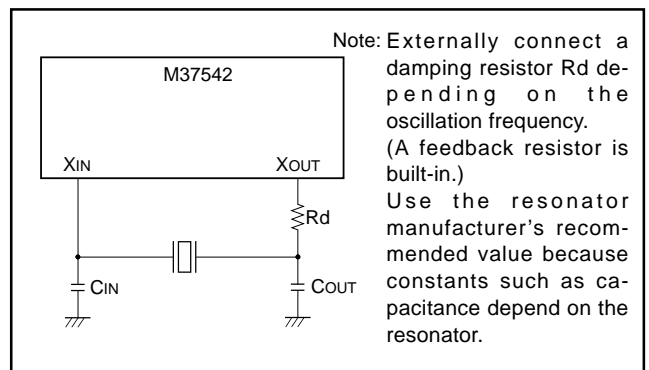 Note: Externally connect a
damping resistor Rd de-
pending on the
oscillation frequency.
(A feedback resistor is
built-in.)
Use the resonator
manufacturer's recom-
mended value because
constants such as ca-
pacitance depend on the
resonator.
M37542
XIN XOUT
Rd
CIN COUT